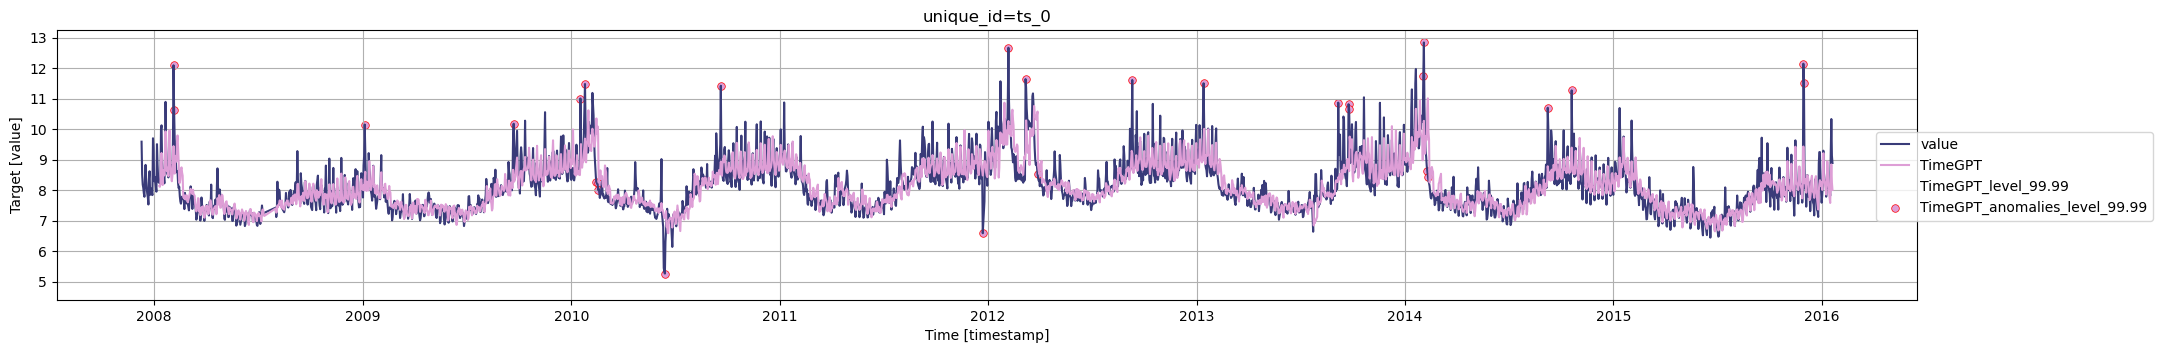 unique_id=ts_0
Target [value]
13
12
11
10
9
8
7
6
5
2008
2009
2010
2011
2012
2013
2014
2015
2016
Time [timestamp]
value
TimeGPT
TimeGPT_level_99.99
TimeGPT_anomalies_level_99.99